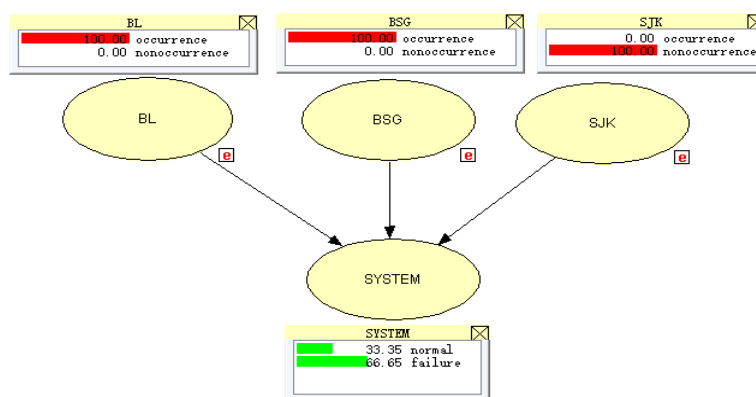 BL
100.00 occurrence
0.00 nonoccurrence
BSG
100.00 occurrence
0.00 nonoccurrence
SJK
0.00 occurrence
100.00 nonoccurrence
BL
BSG
SJK
e
e
e
SYSTEM
SYSTEM
33.35 normal
66.65 failure